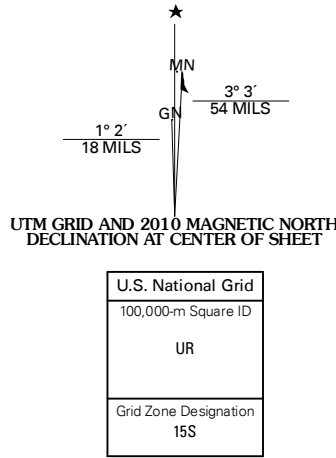 ★
MN
GN
3° 3´
54 MILS
1° 2´
18 MILS
UTM GRID AND 2010 MAGNETIC NORTH
DECLINATION AT CENTER OF SHEET
U.S. National Grid
100,000-m Square ID
UR
Grid Zone Designation
15S